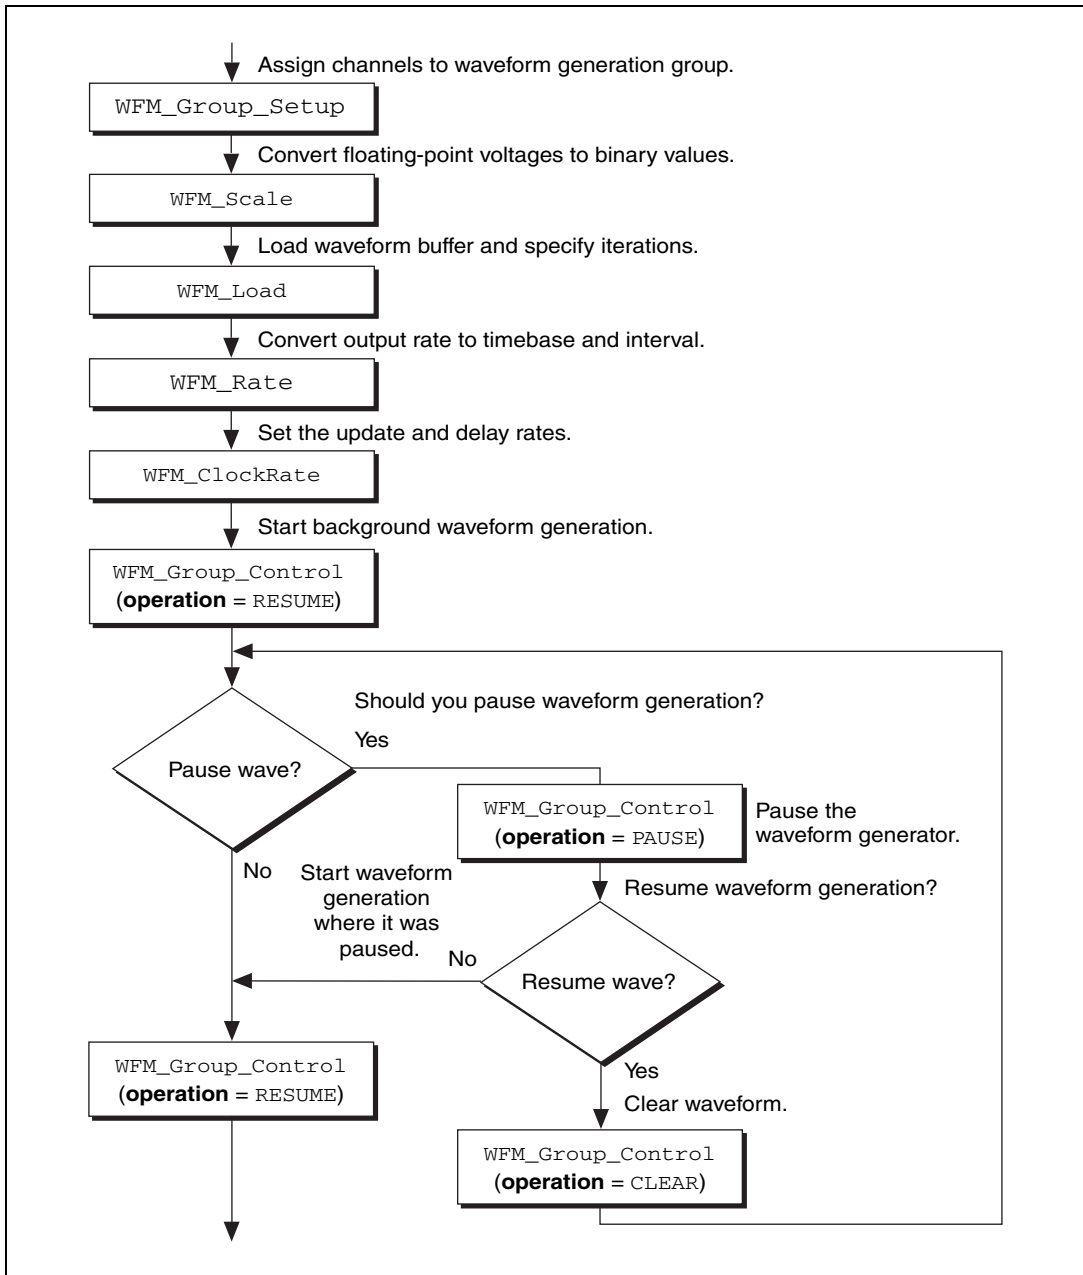 Assign channels to waveform generation group.
WFM_Group_Setup
Convert floating-point voltages to binary values.
WFM_Scale
Load waveform buffer and specify iterations.
WFM_Load
Convert output rate to timebase and interval.
WFM_Rate
Set the update and delay rates.
WFM_ClockRate
Start background waveform generation.
WFM_Group_Control
(operation = RESUME)
Should you pause waveform generation?
Yes
Pause wave?
WFM_Group_Control
(operation = PAUSE)
Pause the
waveform generator.
No
Start waveform
generation
where it was
paused.
Resume waveform generation?
No
Resume wave?
WFM_Group_Control
(operation = RESUME)
Yes
Clear waveform.
WFM_Group_Control
(operation = CLEAR)